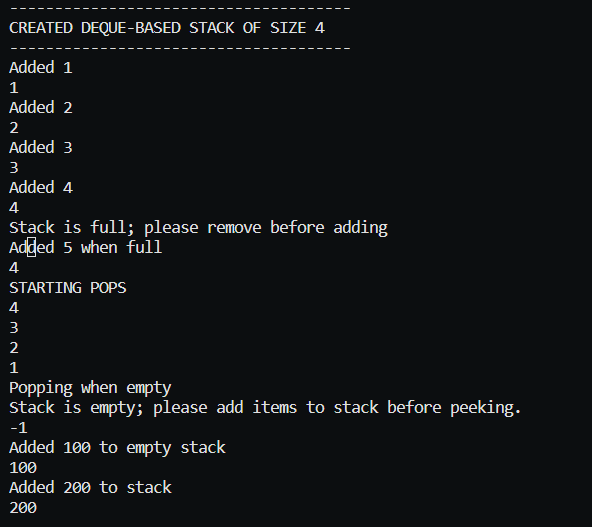 --------------------------------------
CREATED DEQUE-BASED STACK OF SIZE 4
--------------------------------------
Added 1
1
Added 2
2
Added 3
3
Added 4
4
Stack is full; please remove before adding
Added 5 when full
4
STARTING POPS
4
3
2
1
Popping when empty
Stack is empty; please add items to stack before peeking.
-1
Added 100 to empty stack
100
Added 200 to stack
200